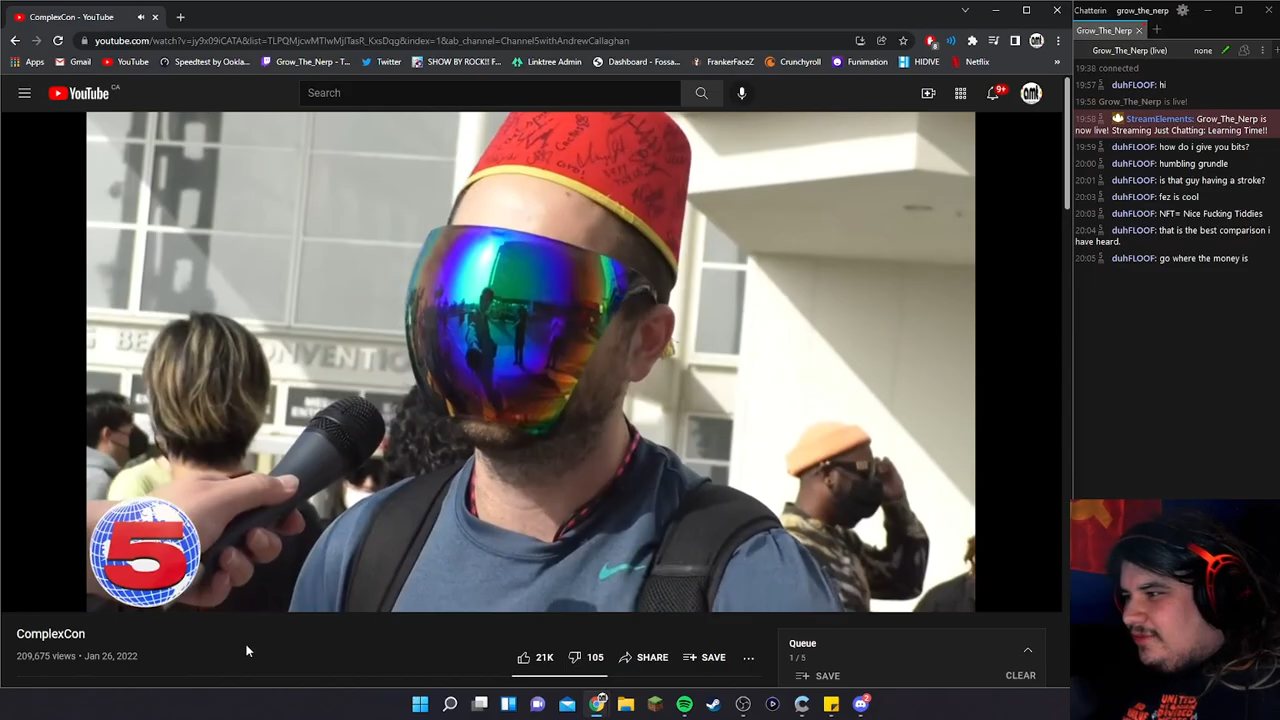 ComplexCon - YouTube
youtube.com/watch?v=jy9x09iCATA&list=TLPQMjcwMTIwMjITasR_KxsDqg&index=1&ab_channel=Channel5withAndrewCallaghan
Apps
Gmail
YouTube
Speedtest by Ookla...
Grow_The_Nerp - T...
Twitter
SHOW BY ROCK!! F...
Linktree Admin
Dashboard - Fossa...
FrankerFaceZ
Crunchyroll
Funimation
HIDIVE
Netflix
YouTube CA
Search
9+
5
ComplexCon
209,675 views • Jan 26, 2022
21K
105
SHARE
SAVE
Queue
1 / 5
SAVE
CLEAR
Chatterin
grow_the_nerp
Grow_The_Nerp
Grow_The_Nerp (live)
none
19:38 connected
19:57 duhFLOOF: hi
19:58 Grow_The_Nerp is live!
19:58 StreamElements: Grow_The_Nerp is
now live! Streaming Just Chatting: Learning Time!!
19:59 duhFLOOF: how do i give you bits?
20:00 duhFLOOF: humbling grundle
20:01 duhFLOOF: is that guy having a stroke?
20:03 duhFLOOF: fez is cool
20:03 duhFLOOF: NFT= Nice Fucking Tiddies
20:04 duhFLOOF: that is the best comparison i
have heard.
20:05 duhFLOOF: go where the money is
UNITED